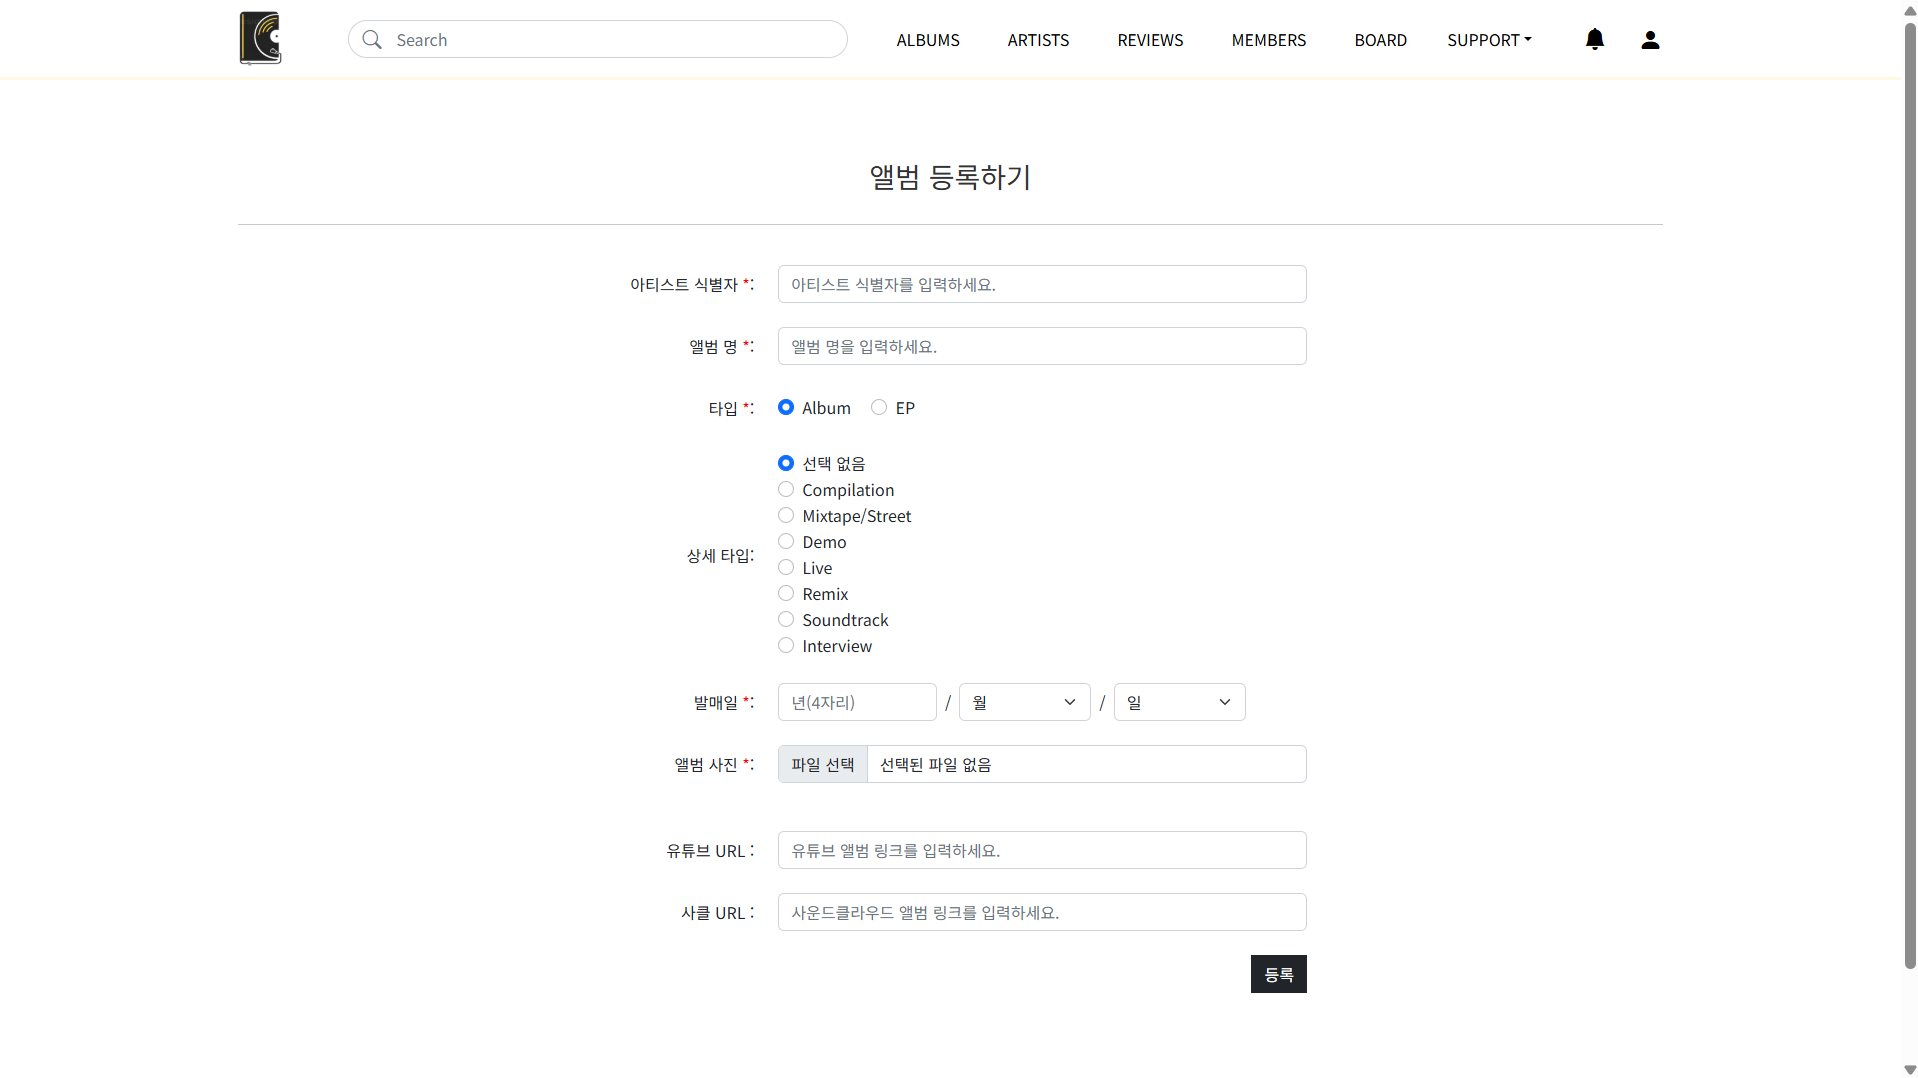 Search ALBUMS ARTISTS REVIEWS MEMBERS BOARD SUPPORT
앨범 등록하기
아티스트 식별자 *: 아티스트 식별자를 입력하세요.
앨범 명 *: 앨범 명을 입력하세요.
타입 *: Album EP
상세 타입:
선택 없음
Compilation
Mixtape/Street
Demo
Live
Remix
Soundtrack
Interview
발매일 *: 년(4자리) / 월 / 일
앨범 사진 *: 파일 선택 선택된 파일 없음
유튜브 URL : 유튜브 앨범 링크를 입력하세요.
사클 URL : 사운드클라우드 앨범 링크를 입력하세요.
등록